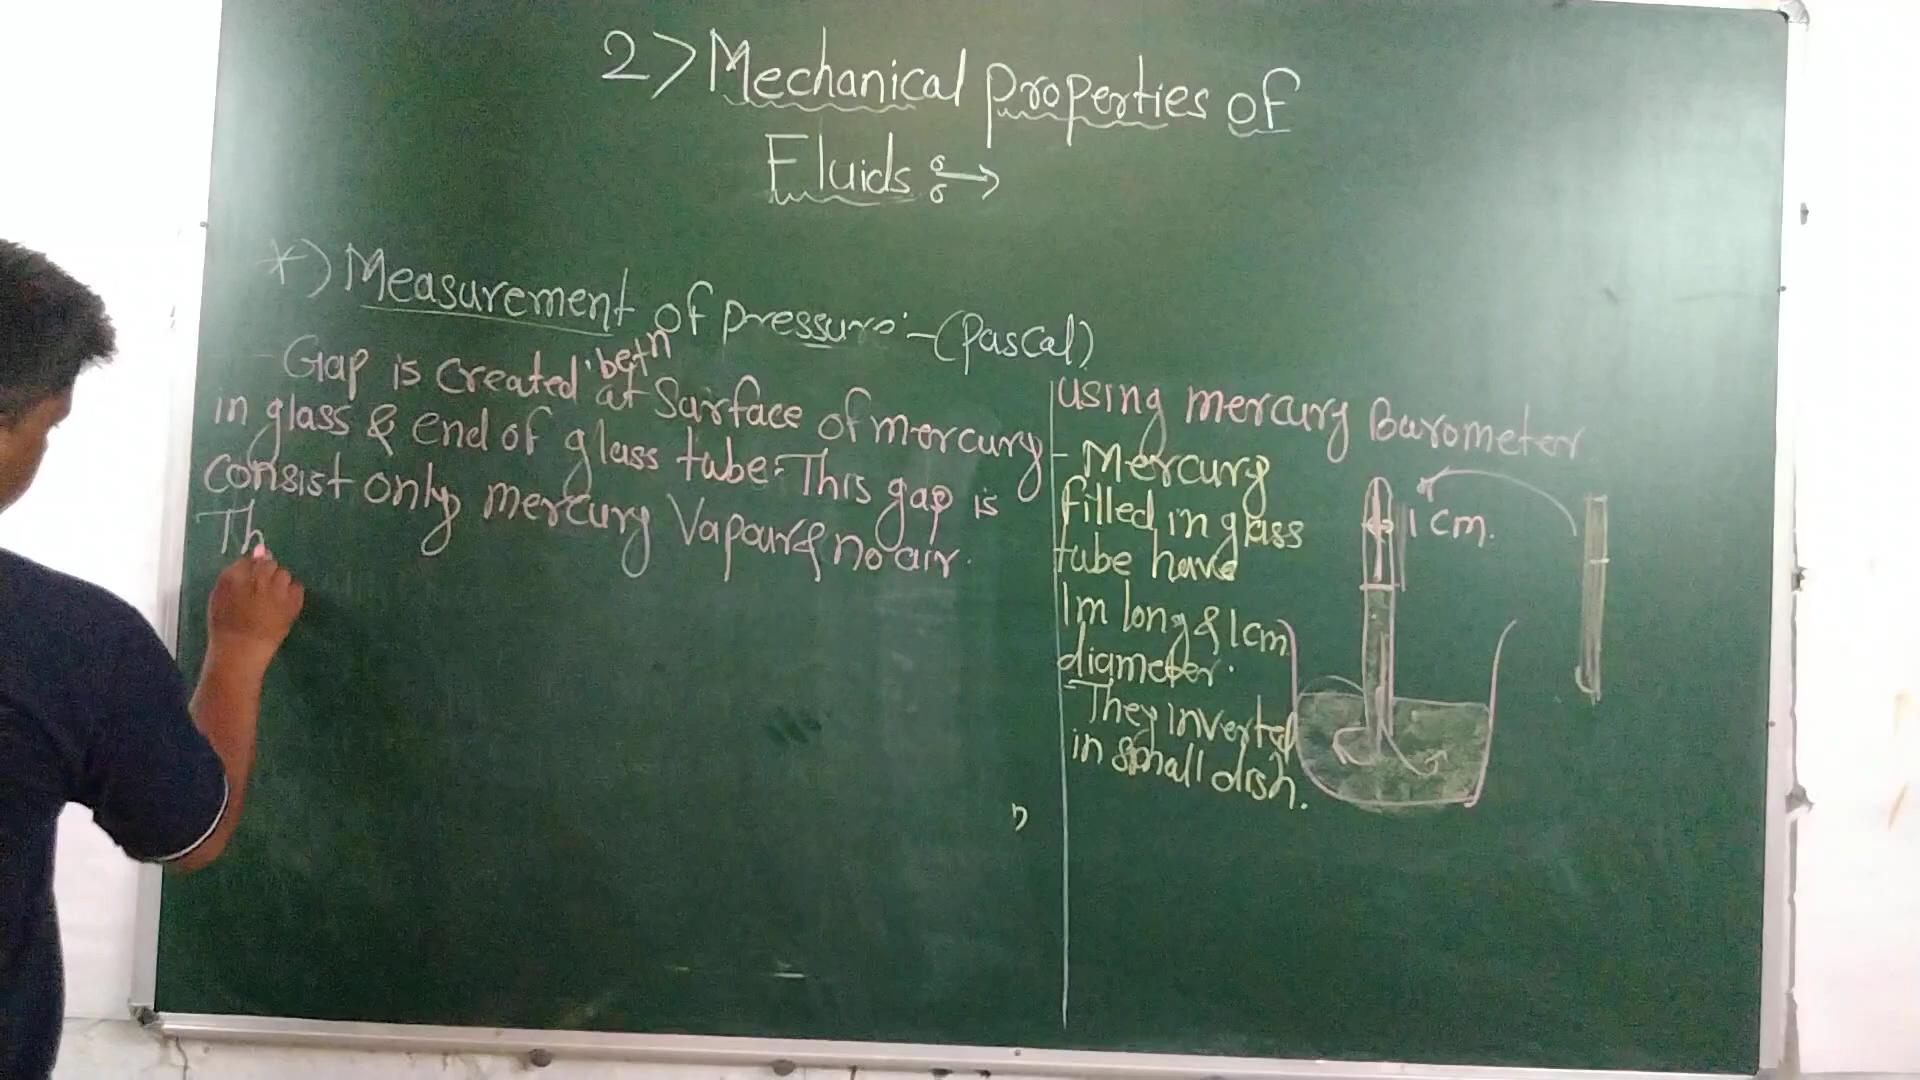 2> Mechanical properties of
Fluids :→
*) Measurement of pressure :- (pascal)
- Gap is created betn at Sarface of mercury
in glass & end of glass tube. This gap is
consist only mercury Vapour & no air.
Th
using mercury Barometer
- Mercury
filled in glass
tube have
1m long & 1cm
diameter.
- They inverted
in small dish.
1 cm.